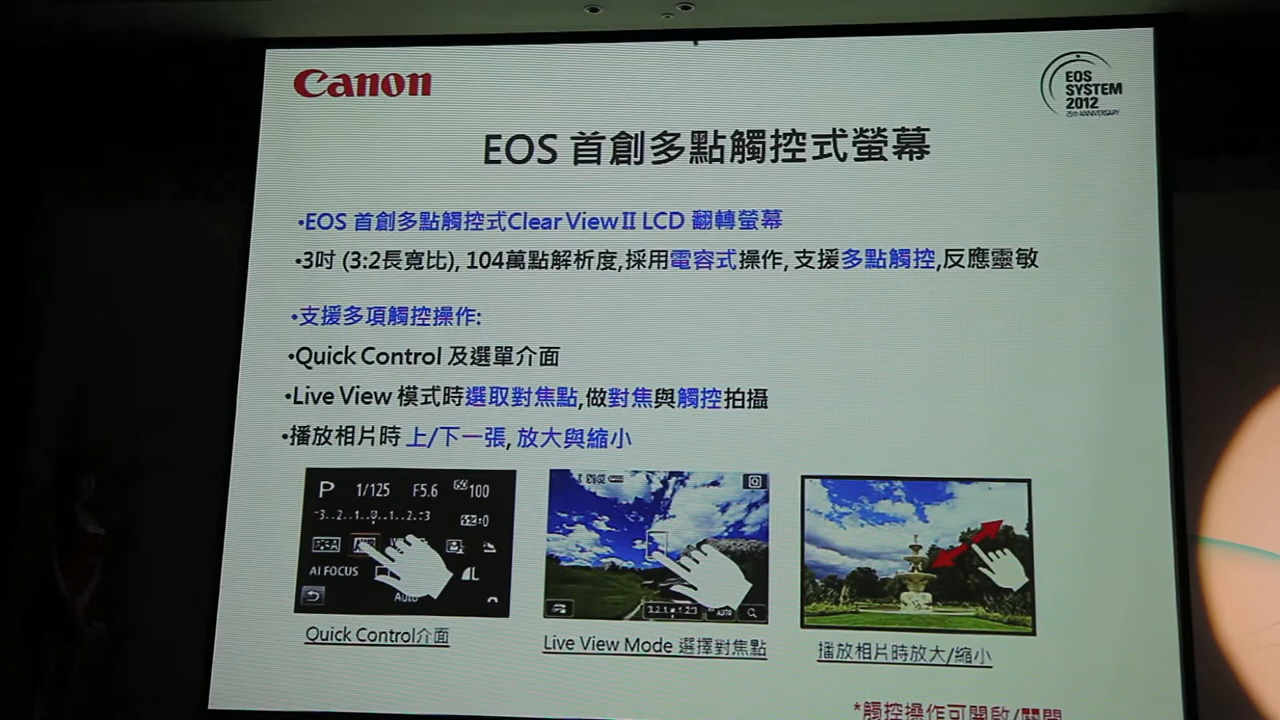 Canon
EOS
SYSTEM
2012
25th ANNIVERSARY
EOS 首創多點觸控式螢幕
•EOS 首創多點觸控式Clear View II LCD 翻轉螢幕
•3吋 (3:2長寬比), 104萬點解析度,採用電容式操作, 支援多點觸控,反應靈敏
•支援多項觸控操作:
•Quick Control 及選單介面
•Live View 模式時選取對焦點,做對焦與觸控拍攝
•播放相片時 上/下一張, 放大與縮小
P 1/125 F5.6 ISO 100
-3..2..1..0..1..2..:3
AI FOCUS
Auto
Quick Control介面
Live View Mode 選擇對焦點
播放相片時放大/縮小
*觸控操作可開啟/關閉